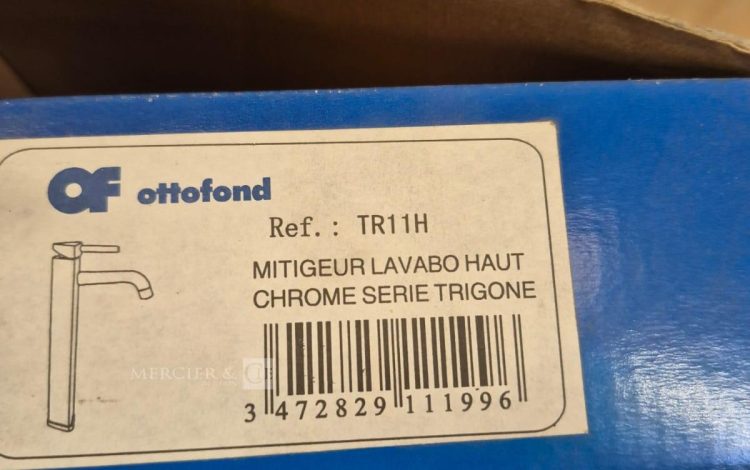 OF ottofond
Ref.: TR11H
MITIGEUR LAVABO HAUT
CHROME SERIE TRIGONE
MERCIER & CIE
3 472829 111996